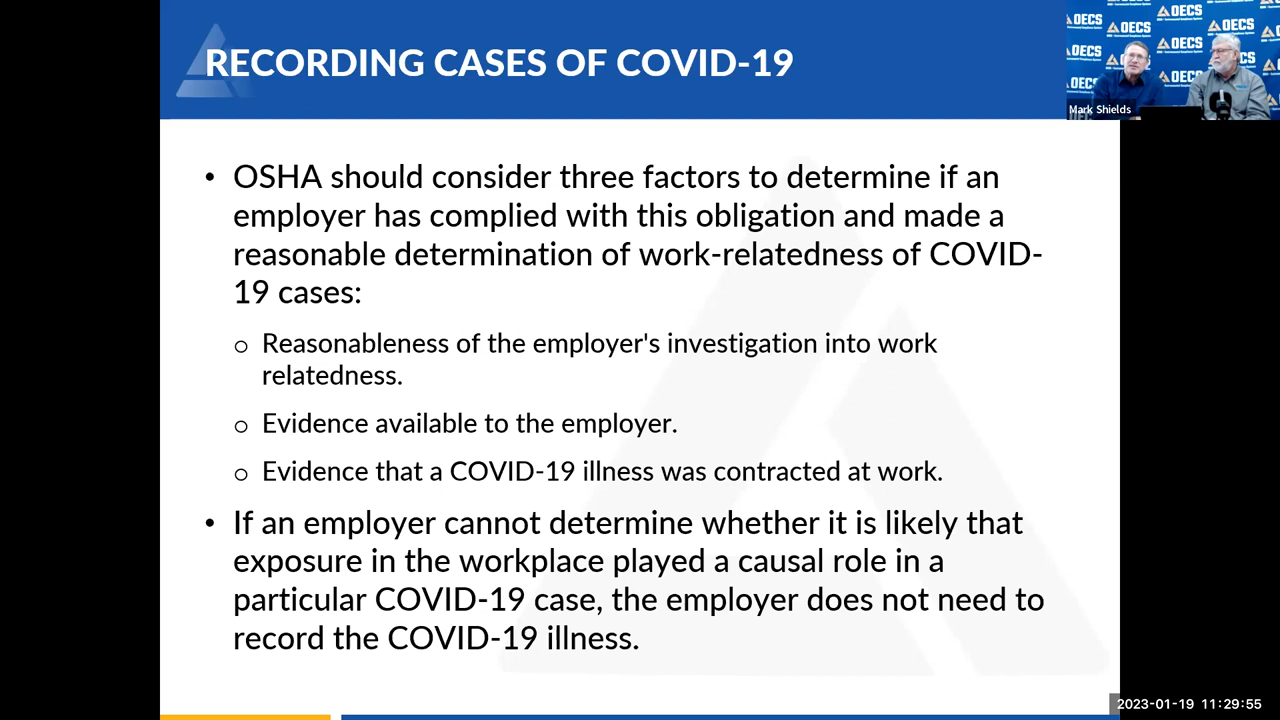 RECORDING CASES OF COVID-19
OECS
OECS
OECS
OECS
OECS
Mark Shields
• OSHA should consider three factors to determine if an
employer has complied with this obligation and made a
reasonable determination of work-relatedness of COVID-
19 cases:
o Reasonableness of the employer's investigation into work
relatedness.
o Evidence available to the employer.
o Evidence that a COVID-19 illness was contracted at work.
• If an employer cannot determine whether it is likely that
exposure in the workplace played a causal role in a
particular COVID-19 case, the employer does not need to
record the COVID-19 illness.
2023-01-19 11:29:55